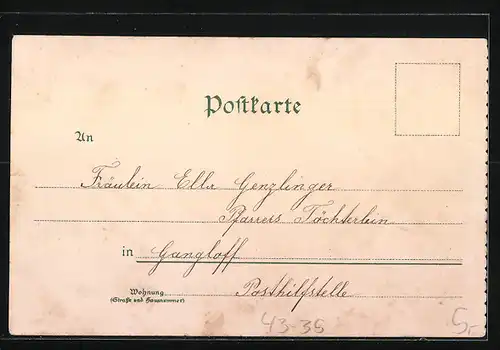 Postkarte
An
Fräulein Ella Genzlinger
Pfarrers Töchterlein
in Gangloff
Wohnung
(Straße und Hausnummer)
Posthilfstelle
43-35
5,-